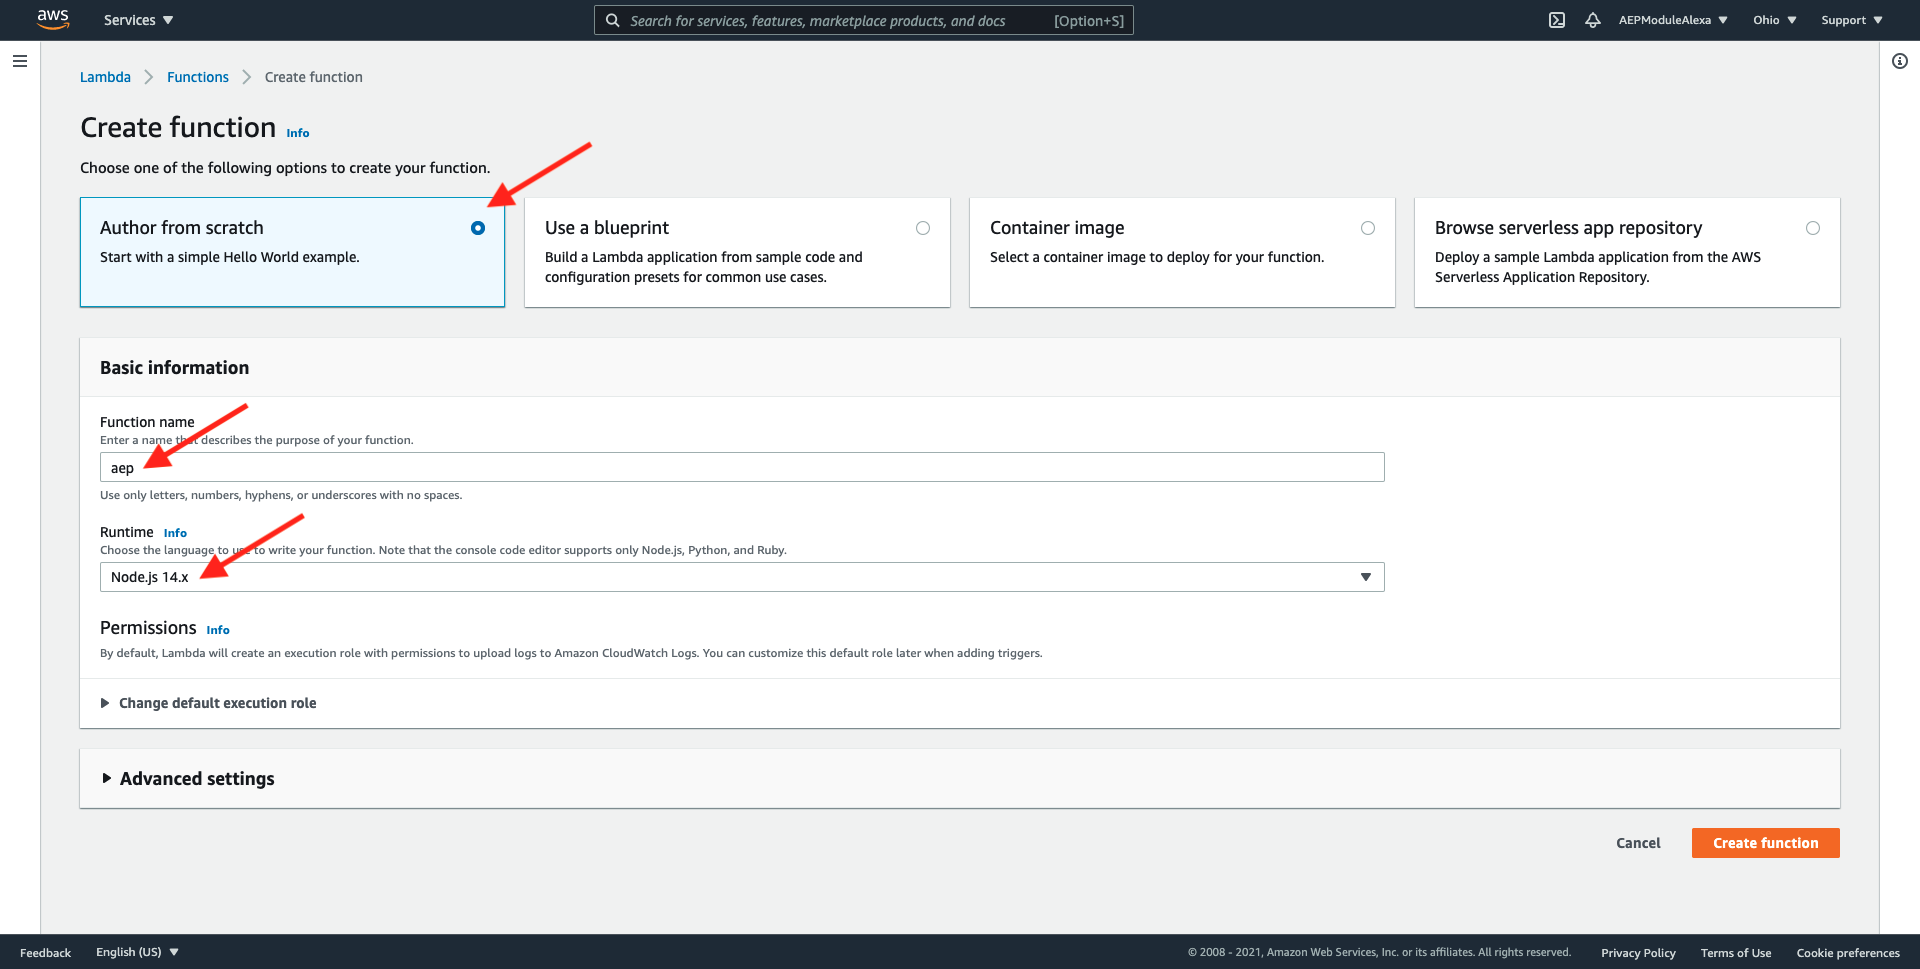 aws
Services
Search for services, features, marketplace products, and docs [Option+S]
AEPModuleAlexa
Ohio
Support
Lambda
Functions
Create function
Create function Info
Choose one of the following options to create your function.
Author from scratch
Start with a simple Hello World example.
Use a blueprint
Build a Lambda application from sample code and
configuration presets for common use cases.
Container image
Select a container image to deploy for your function.
Browse serverless app repository
Deploy a sample Lambda application from the AWS
Serverless Application Repository.
Basic information
Function name
Enter a name that describes the purpose of your function.
aep
Use only letters, numbers, hyphens, or underscores with no spaces.
Runtime Info
Choose the language to use to write your function. Note that the console code editor supports only Node.js, Python, and Ruby.
Node.js 14.x
Permissions Info
By default, Lambda will create an execution role with permissions to upload logs to Amazon CloudWatch Logs. You can customize this default role later when adding triggers.
Change default execution role
Advanced settings
Cancel
Create function
Feedback
English (US)
© 2008 - 2021, Amazon Web Services, Inc. or its affiliates. All rights reserved.
Privacy Policy
Terms of Use
Cookie preferences